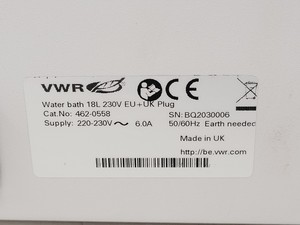 VWR
Water bath 18L 230V EU+UK Plug
Cat.No: 462-0558
SN: BQ2030006
Supply: 220-230V ~ 6.0A
50/60Hz Earth needed
Made in UK
http://be.vwr.com